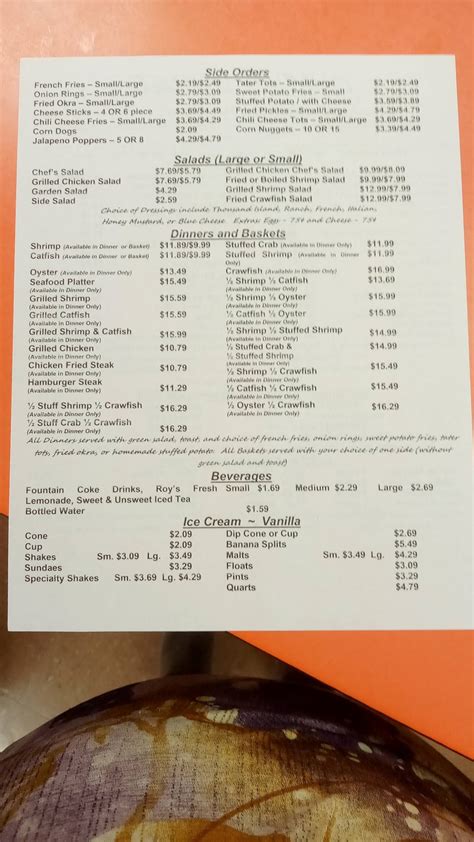 Side Orders
French Fries – Small/Large $2.19/$2.49 Tater Tots – Small/Large $2.19/$2.49
Onion Rings – Small/Large $2.79/$3.09 Sweet Potato Fries – Small $2.79
Fried Okra – Small/Large $2.79/$3.09 Stuffed Potato / with Cheese $3.59/$3.89
Cheese Sticks – 4 OR 6 piece $3.69/$4.49 Fried Pickles – Small/Large $4.29/$4.79
Chili Cheese Fries – Small/Large $3.69/$4.29 Chili Cheese Tots – Small/Large $3.69/$4.29
Corn Dogs $2.09 Corn Nuggets – 10 OR 15 $3.39/$4.49
Jalapeno Poppers – 5 OR 8 $4.29/$4.79
Salads (Large or Small)
Chef's Salad $7.69/$5.79 Grilled Chicken Chef's Salad $9.99/$8.09
Grilled Chicken Salad $7.69/$5.79 Fried or Boiled Shrimp Salad $9.99/$7.99
Garden Salad $4.29 Grilled Shrimp Salad $12.99/$7.99
Side Salad $2.59 Fried Crawfish Salad $12.99/$7.99
Choice of Dressings include Thousand Island, Ranch, French, Italian,
Honey Mustard, or Blue Cheese. Extras: Eggs - 75¢ and Cheese - 75¢
Dinners and Baskets
Shrimp (Available in Dinner or Basket) $11.89/$9.99 Stuffed Crab (Available in Dinner Only) $11.99
Catfish (Available in Dinner or Basket) $11.89/$9.99 Stuffed Shrimp (Available in Dinner Only) $11.99
Oyster (Available in Dinner Only) $13.49 Crawfish (Available in Dinner Only) $16.99
Seafood Platter $15.49 ½ Shrimp ½ Catfish $13.69
(Available in Dinner Only) (Available in Dinner Only)
Grilled Shrimp $15.59 ½ Shrimp ½ Oyster $15.99
(Available in Dinner Only) (Available in Dinner Only)
Grilled Catfish $15.59 ½ Catfish ½ Oyster $15.99
(Available in Dinner Only) (Available in Dinner Only)
Grilled Shrimp & Catfish $15.99 ½ Shrimp ½ Stuffed Shrimp $14.99
(Available in Dinner Only) (Available in Dinner Only)
Grilled Chicken $10.79 ½ Stuffed Crab & $14.99
(Available in Dinner Only) ½ Stuffed Shrimp
Chicken Fried Steak $10.79 (Available in Dinner Only)
(Available in Dinner Only) ½ Shrimp ½ Crawfish $15.49
Hamburger Steak $11.29 (Available in Dinner Only)
(Available in Dinner Only) ½ Catfish ½ Crawfish $15.49
(Available in Dinner Only)
½ Stuff Shrimp ½ Crawfish $16.29 ½ Oyster ½ Crawfish $16.29
(Available in Dinner Only) (Available in Dinner Only)
½ Stuff Crab ½ Crawfish $16.29
(Available in Dinner Only)
All Dinners served with green salad, toast, and choice of french fries, onion rings, sweet potato fries, tater
tots, fried okra, or homemade stuffed potato. All Baskets served with your choice of one side (without
green salad and toast)
Beverages
Fountain Coke Drinks, Roy's Fresh Small $1.69 Medium $2.29 Large $2.69
Lemonade, Sweet & Unsweet Iced Tea
Bottled Water $1.59
Ice Cream ~ Vanilla
Cone $2.09 Dip Cone or Cup $2.69
Cup $2.09 Banana Splits $5.49
Shakes Sm. $3.09 Lg. $3.49 Malts Sm. $3.49 Lg. $4.29
Sundaes $3.29 Floats $3.09
Specialty Shakes Sm. $3.69 Lg. $4.29 Pints $3.29
Quarts $4.79